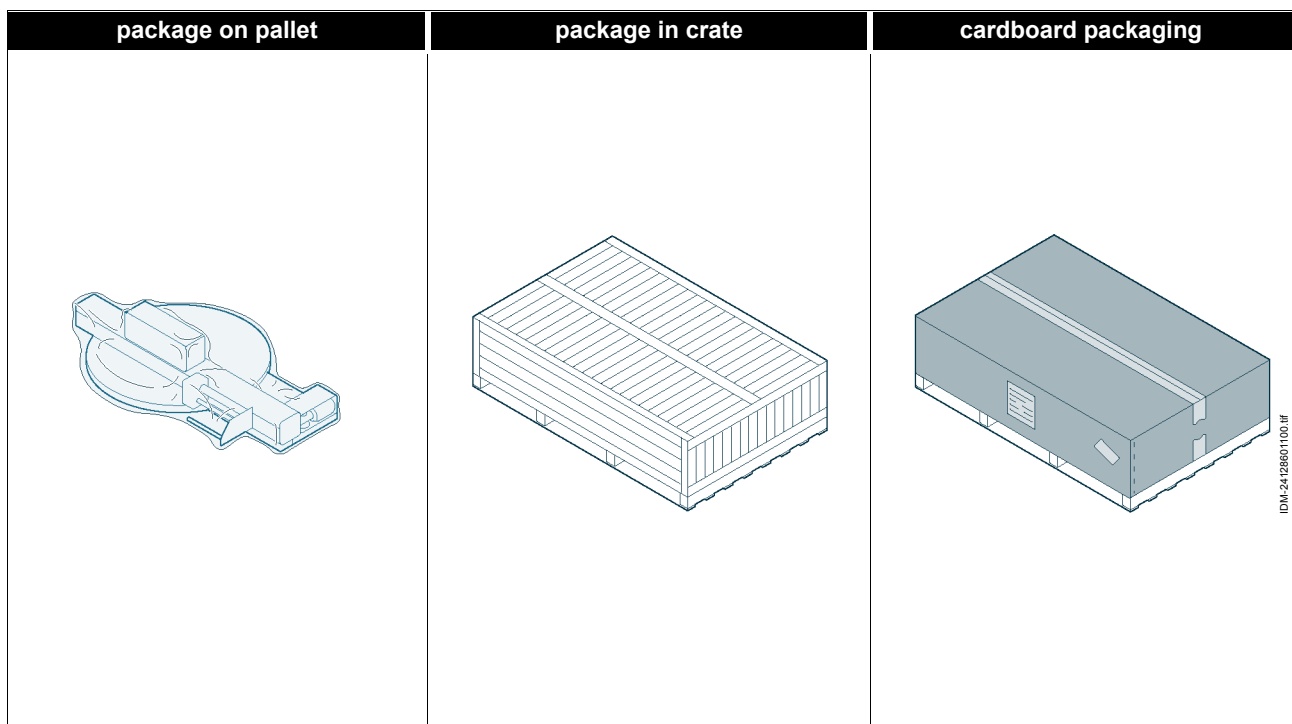 package on pallet
package in crate
cardboard packaging
IDM-24128601100.tif